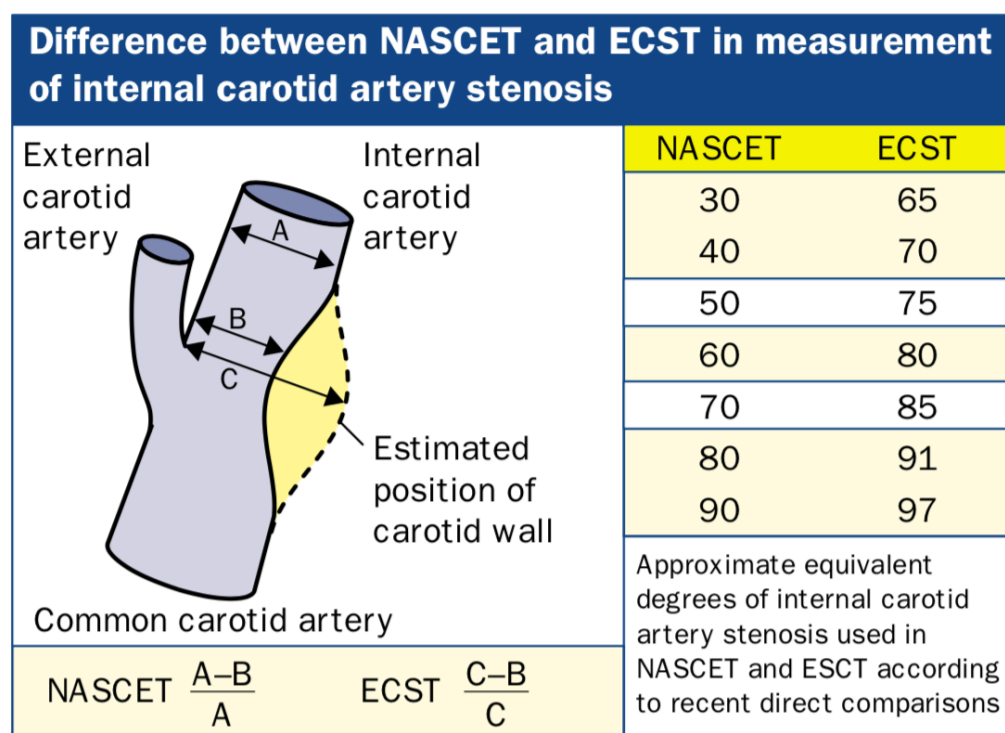 Difference between NASCET and ECST in measurement
of internal carotid artery stenosis
External
carotid
artery
Internal
carotid
artery
A
B
C
Estimated
position of
carotid wall
Common carotid artery
NASCET A–B
A
ECST C–B
C
NASCET ECST
30 65
40 70
50 75
60 80
70 85
80 91
90 97
Approximate equivalent
degrees of internal carotid
artery stenosis used in
NASCET and ESCT according
to recent direct comparisons